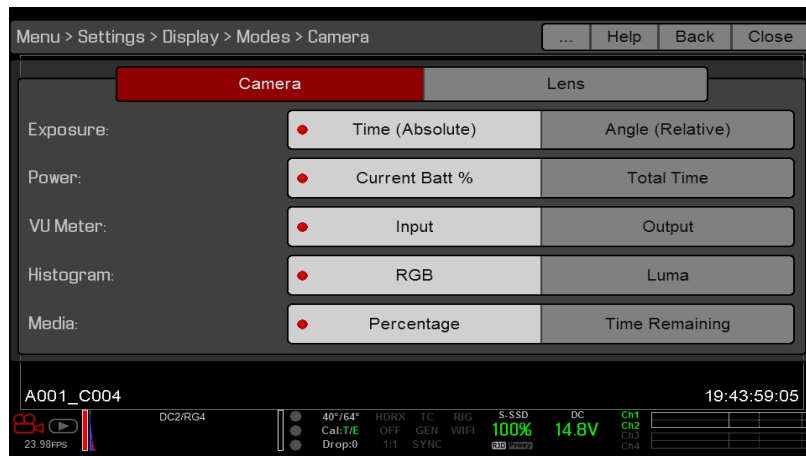 Menu > Settings > Display > Modes > Camera ... Help Back Close
Camera Lens
Exposure: Time (Absolute) Angle (Relative)
Power: Current Batt % Total Time
VU Meter: Input Output
Histogram: RGB Luma
Media: Percentage Time Remaining
A001_C004 19:43:59:05
DC2/RG4 40°/64° HDRX TC RIG S-SSD DC Ch1
Cal:T/E OFF GEN WIFI 100% 14.8V Ch2
23.98FPS Drop:0 1:1 SYNC R3D Proxy Ch3
Ch4